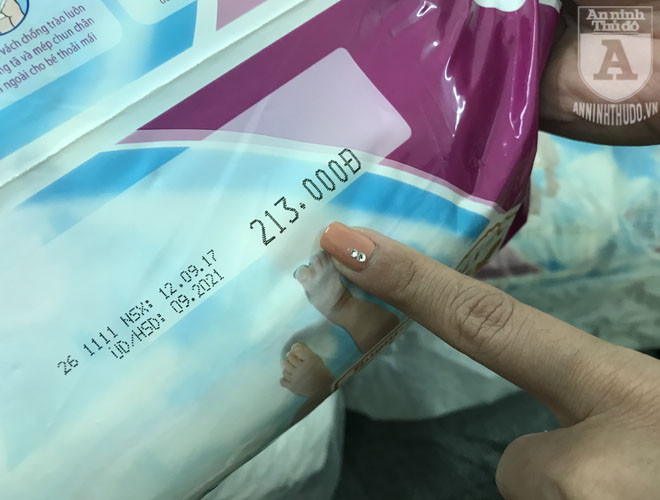 vách chống trào luôn
ng tã và mép chun chân
ngoài cho bé thoải mái
213.000Đ
26 1111 NSX: 12.09.17
UD/HSD: 09.2021
An ninh
Thủ đô
A
ANNINHTHUDO.VN